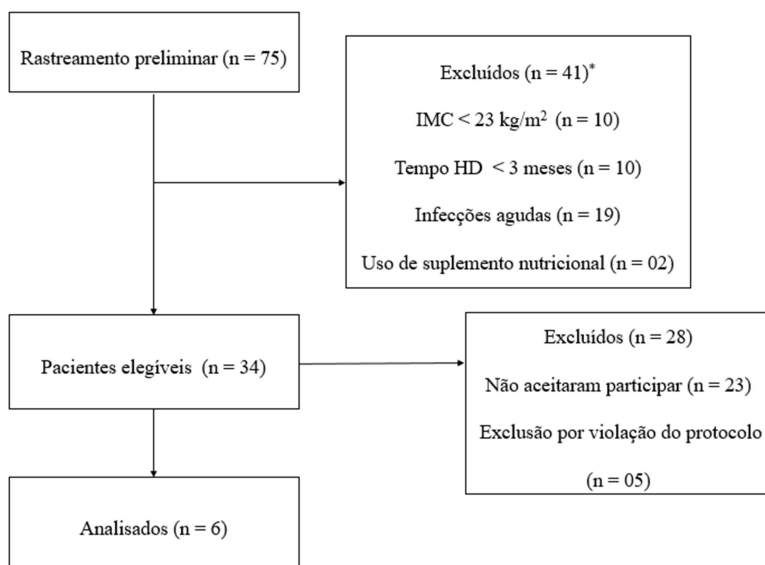 Rastreamento preliminar (n = 75)
Excluídos (n = 41)*
IMC < 23 kg/m² (n = 10)
Tempo HD < 3 meses (n = 10)
Infecções agudas (n = 19)
Uso de suplemento nutricional (n = 02)
Pacientes elegíveis (n = 34)
Excluídos (n = 28)
Não aceitaram participar (n = 23)
Exclusão por violação do protocolo
(n = 05)
Analisados (n = 6)